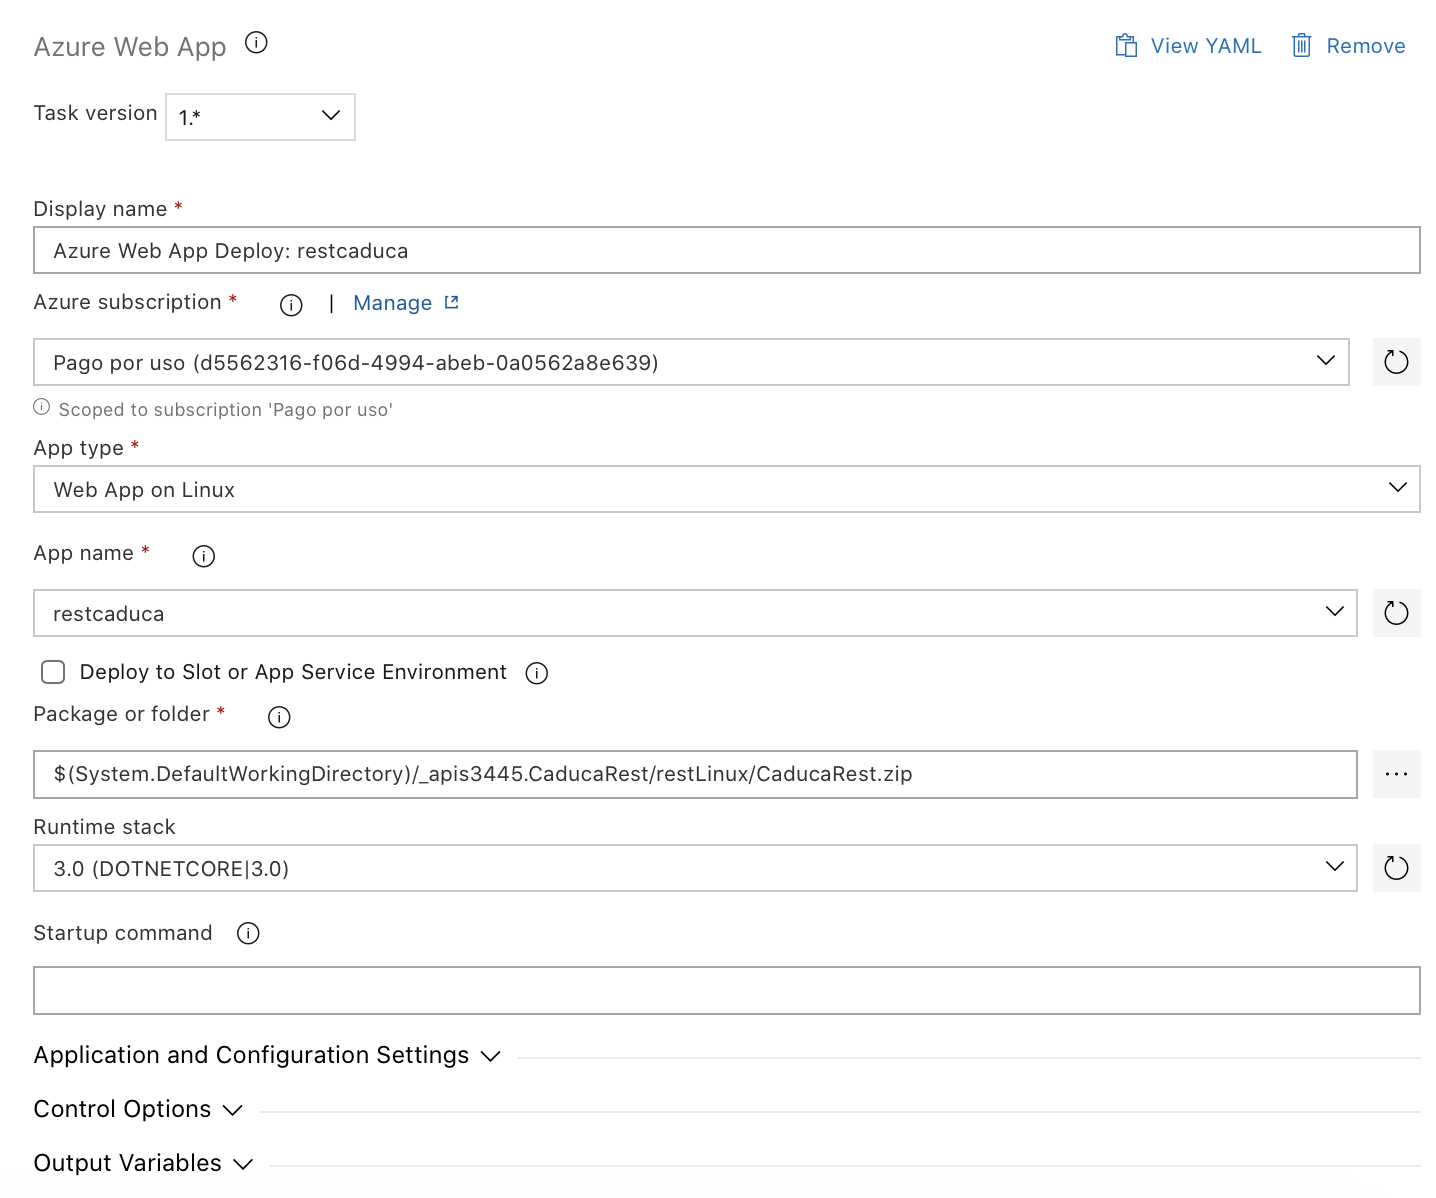 Azure Web App
View YAML
Remove
Task version
1.*
Display name *
Azure Web App Deploy: restcaduca
Azure subscription *
| Manage
Pago por uso (d5562316-f06d-4994-abeb-0a0562a8e639)
Scoped to subscription 'Pago por uso'
App type *
Web App on Linux
App name *
restcaduca
Deploy to Slot or App Service Environment
Package or folder *
$(System.DefaultWorkingDirectory)/_apis3445.CaducaRest/restLinux/CaducaRest.zip
...
Runtime stack
3.0 (DOTNETCORE|3.0)
Startup command
Application and Configuration Settings
Control Options
Output Variables